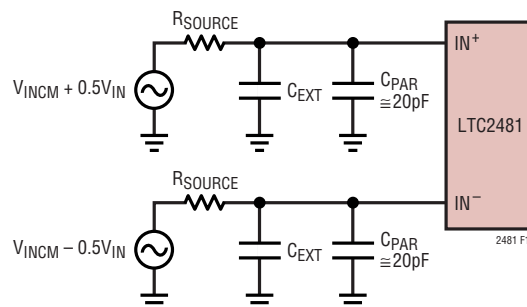 RSOURCE
IN+
VINCM + 0.5VIN
CEXT
CPAR
≅20pF
LTC2481
RSOURCE
IN−
2481 F1
VINCM – 0.5VIN
CEXT
CPAR
≅20pF